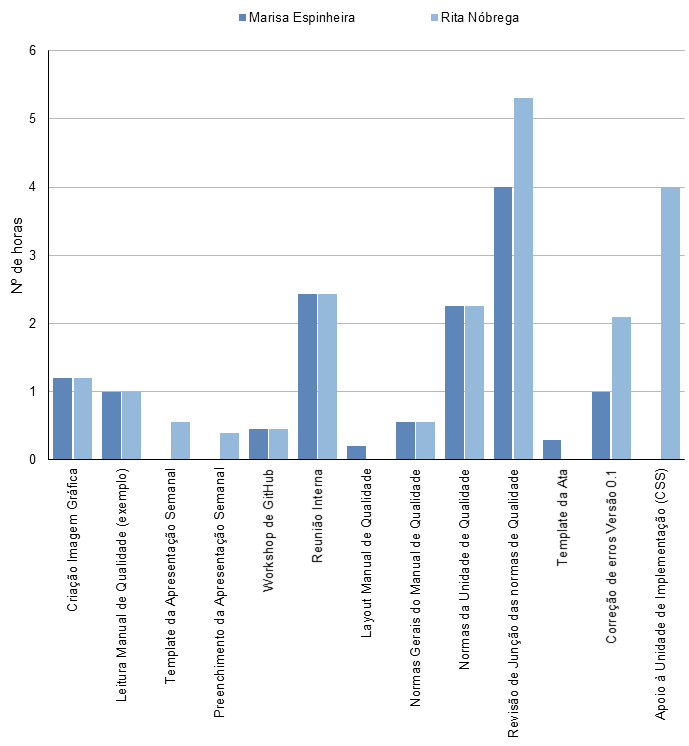 Marisa Espinheira
Rita Nóbrega
6
5
4
3
2
1
0
Nº de horas
Criação Imagem Gráfica
Leitura Manual de Qualidade (exemplo)
Template da Apresentação Semanal
Preenchimento da Apresentação Semanal
Workshop de GitHub
Reunião Interna
Layout Manual de Qualidade
Normas Gerais do Manual de Qualidade
Normas da Unidade de Qualidade
Revisão de Junção das normas de Qualidade
Template da Ata
Correção de erros Versão 0.1
Apoio à Unidade de Implementação (CSS)